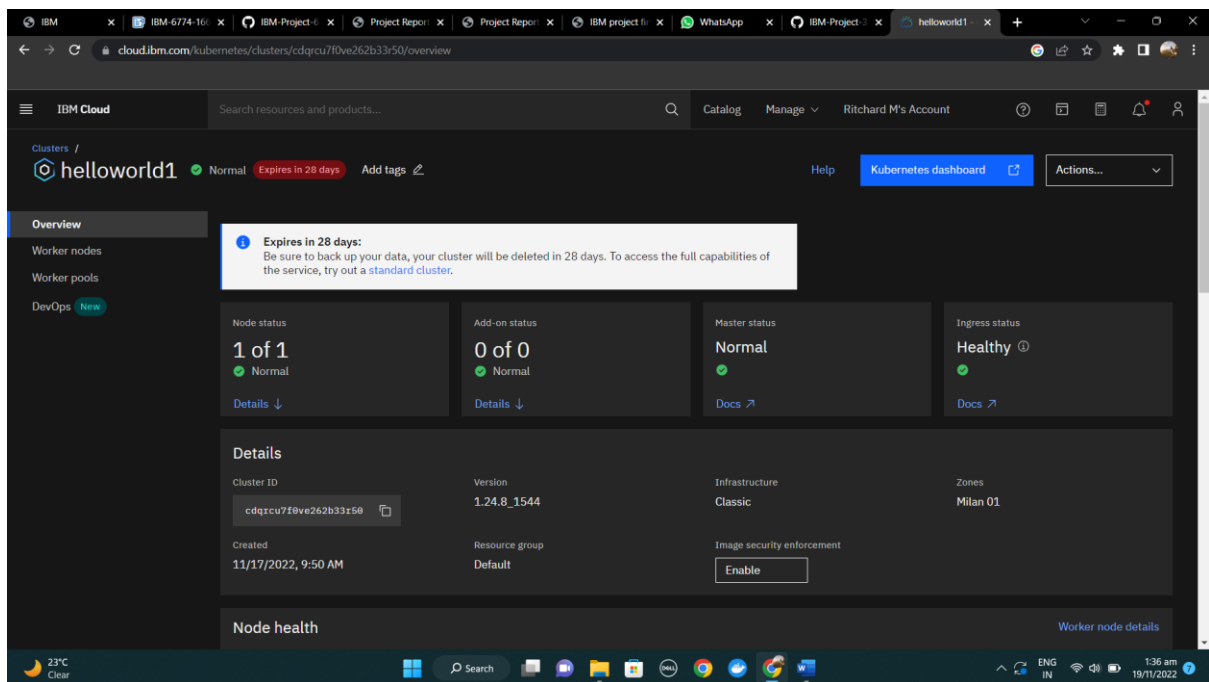 IBM
IBM-6774-166
IBM-Project-6
Project Report
Project Report
IBM project fin
WhatsApp
IBM-Project-3
helloworld1 -
cloud.ibm.com/kubernetes/clusters/cdqrcu7f0ve262b33r50/overview
IBM Cloud
Search resources and products...
Catalog
Manage
Ritchard M's Account
Clusters /
helloworld1
Normal
Expires in 28 days
Add tags
Help
Kubernetes dashboard
Actions...
Overview
Worker nodes
Worker pools
DevOps New
Expires in 28 days:
Be sure to back up your data, your cluster will be deleted in 28 days. To access the full capabilities of
the service, try out a standard cluster.
Node status
1 of 1
Normal
Details ↓
Add-on status
0 of 0
Normal
Details ↓
Master status
Normal
Docs ↗
Ingress status
Healthy
Docs ↗
Details
Cluster ID
cdqrcu7f0ve262b33r50
Version
1.24.8_1544
Infrastructure
Classic
Zones
Milan 01
Created
11/17/2022, 9:50 AM
Resource group
Default
Image security enforcement
Enable
Node health
Worker node details
23°C
Clear
Search
DELL
ENG
IN
1:36 am
19/11/2022
7